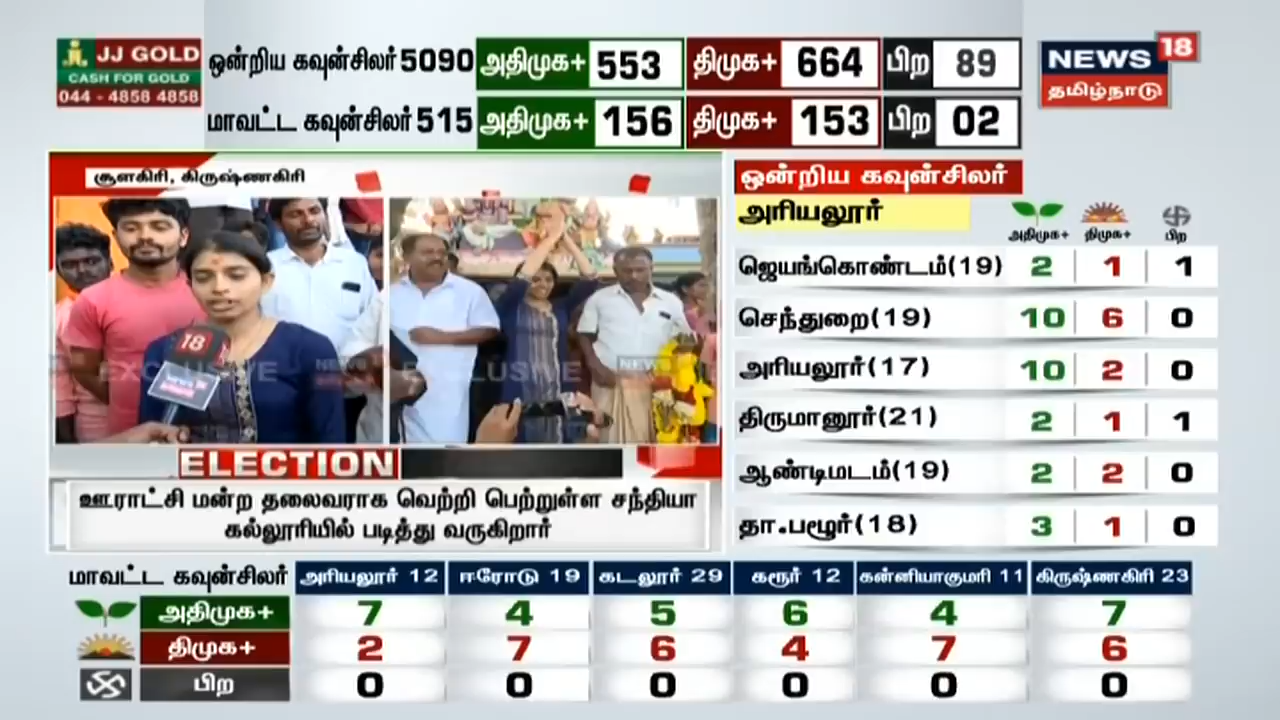 JJ GOLD
CASH FOR GOLD
044 - 4858 4858
ஒன்றிய கவுன்சிலர் 5090 அதிமுக+ 553 திமுக+ 664 பிற 89
மாவட்ட கவுன்சிலர் 515 அதிமுக+ 156 திமுக+ 153 பிற 02
NEWS 18
தமிழ்நாடு
சூளகிரி, கிருஷ்ணகிரி
18
EXCLUSIVE NEWS EXCLUSIVE NEWS
ELECTION
ஊராட்சி மன்ற தலைவராக வெற்றி பெற்றுள்ள சந்தியா
கல்லூரியில் படித்து வருகிறார்
ஒன்றிய கவுன்சிலர்
அரியலூர்
அதிமுக+ திமுக+ பிற
ஜெயங்கொண்டம்(19) 2 1 1
செந்துறை(19) 10 6 0
அரியலூர்(17) 10 2 0
திருமானூர்(21) 2 1 1
ஆண்டிமடம்(19) 2 2 0
தா.பழூர்(18) 3 1 0
மாவட்ட கவுன்சிலர் அரியலூர் 12 ஈரோடு 19 கடலூர் 29 கரூர் 12 கன்னியாகுமரி 11 கிருஷ்ணகிரி 23
அதிமுக+ 7 4 5 6 4 7
திமுக+ 2 7 6 4 7 6
பிற 0 0 0 0 0 0